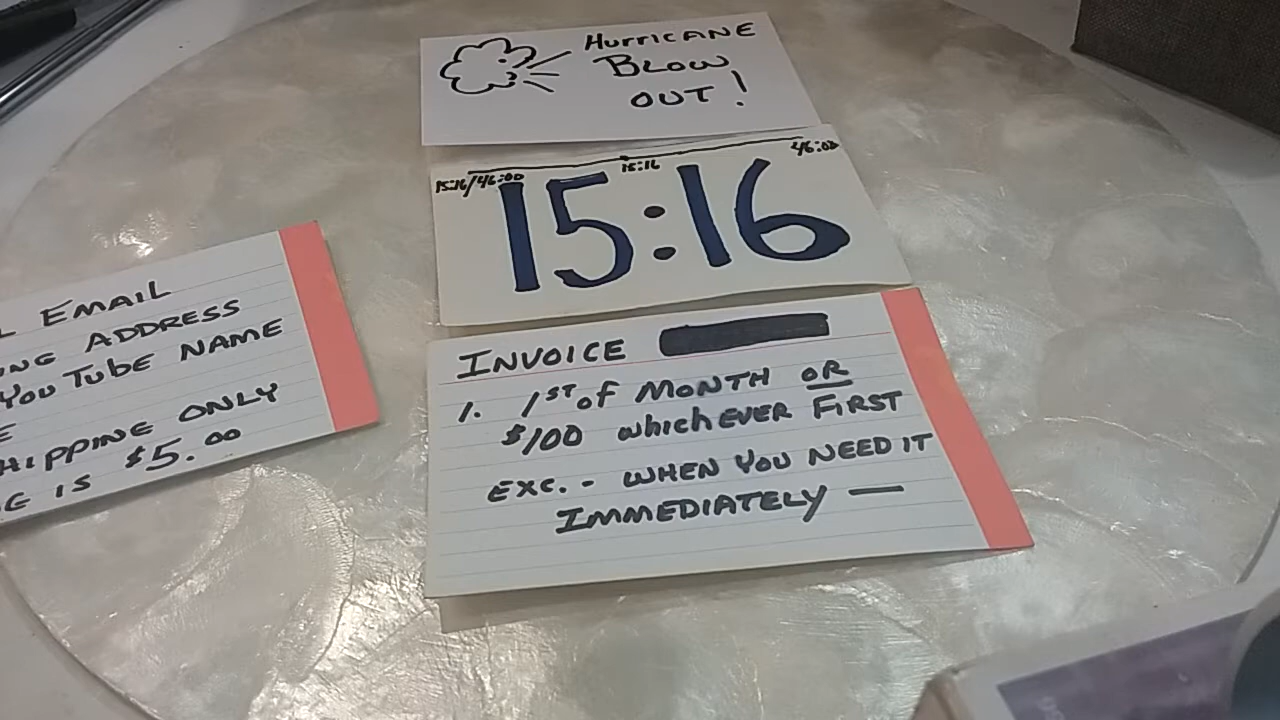 HURRICANE
BLOW
OUT!
15:16/46:00
15:16
46:00
15:16
EMAIL
ADDRESS
YOUTUBE NAME
ONLY
IS $5.00
INVOICE
1. 1ST of MONTH OR
$100 whichEVER FIRST
EXC. - WHEN YOU NEED IT
IMMEDIATELY —